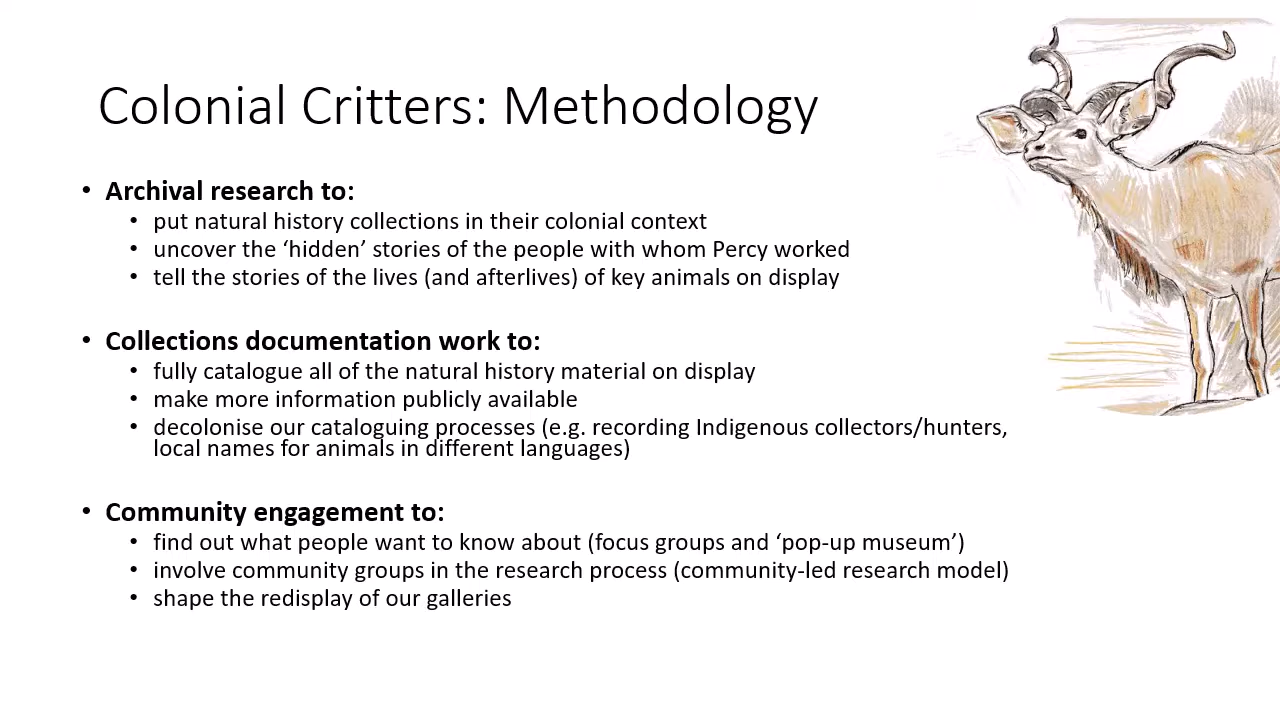 Colonial Critters: Methodology
• Archival research to:
• put natural history collections in their colonial context
• uncover the ‘hidden’ stories of the people with whom Percy worked
• tell the stories of the lives (and afterlives) of key animals on display
• Collections documentation work to:
• fully catalogue all of the natural history material on display
• make more information publicly available
• decolonise our cataloguing processes (e.g. recording Indigenous collectors/hunters,
local names for animals in different languages)
• Community engagement to:
• find out what people want to know about (focus groups and ‘pop-up museum’)
• involve community groups in the research process (community-led research model)
• shape the redisplay of our galleries